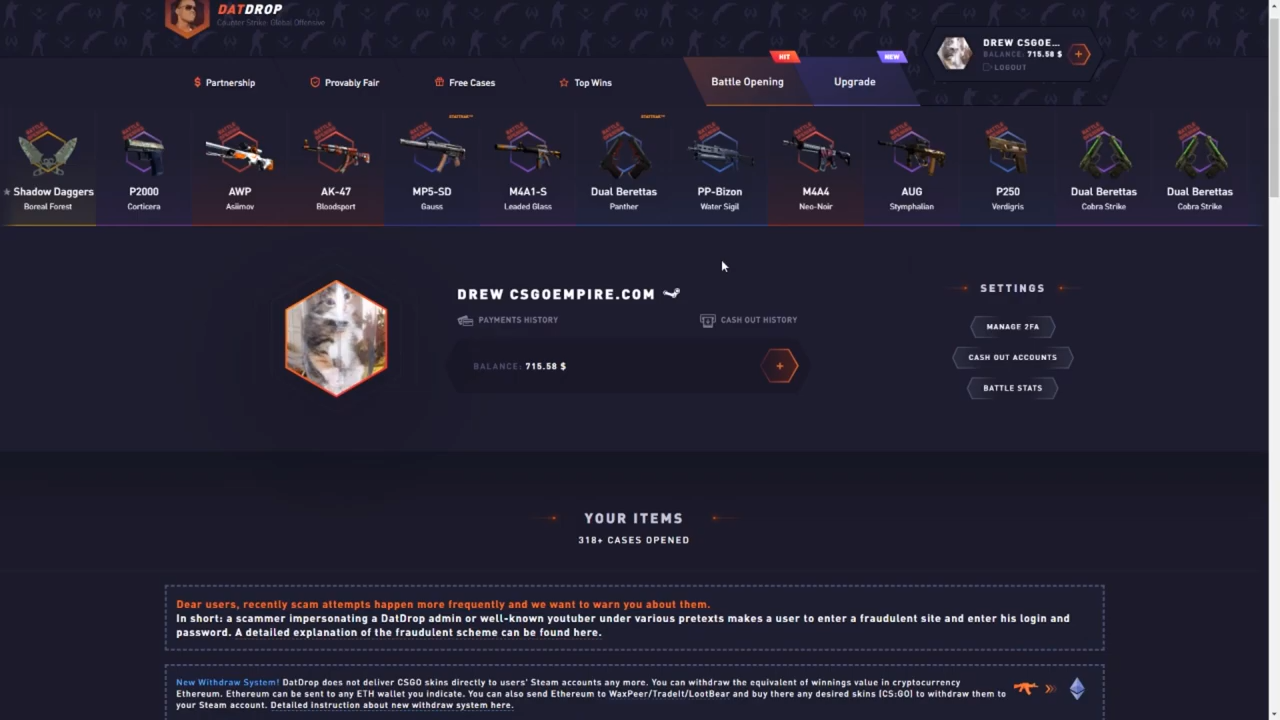 DATDROP
Counter Strike: Global Offensive
DREW CSGOE...
BALANCE: 715.58 $
LOGOUT
HIT
NEW
Partnership
Provably Fair
Free Cases
Top Wins
Battle Opening
Upgrade
★ Shadow Daggers
Boreal Forest
P2000
Corticera
AWP
Asiimov
AK-47
Bloodsport
STATTRAK™
MP5-SD
Gauss
M4A1-S
Leaded Glass
STATTRAK™
Dual Berettas
Panther
PP-Bizon
Water Sigil
M4A4
Neo-Noir
AUG
Stymphalian
P250
Verdigris
Dual Berettas
Cobra Strike
Dual Berettas
Cobra Strike
DREW CSGOEMPIRE.COM
PAYMENTS HISTORY
CASH OUT HISTORY
BALANCE: 715.58 $
SETTINGS
MANAGE 2FA
CASH OUT ACCOUNTS
BATTLE STATS
YOUR ITEMS
318+ CASES OPENED
Dear users, recently scam attempts happen more frequently and we want to warn you about them.
In short: a scammer impersonating a DatDrop admin or well-known youtuber under various pretexts makes a user to enter a fraudulent site and enter his login and
password. A detailed explanation of the fraudulent scheme can be found here.
New Withdraw System! DatDrop does not deliver CSGO skins directly to users' Steam accounts any more. You can withdraw the equivalent of winnings value in cryptocurrency
Ethereum. Ethereum can be sent to any ETH wallet you indicate. You can also send Ethereum to WaxPeer/TradeIt/LootBear and buy there any desired skins (CS:GO) to withdraw them to
your Steam account. Detailed instruction about new withdraw system here.